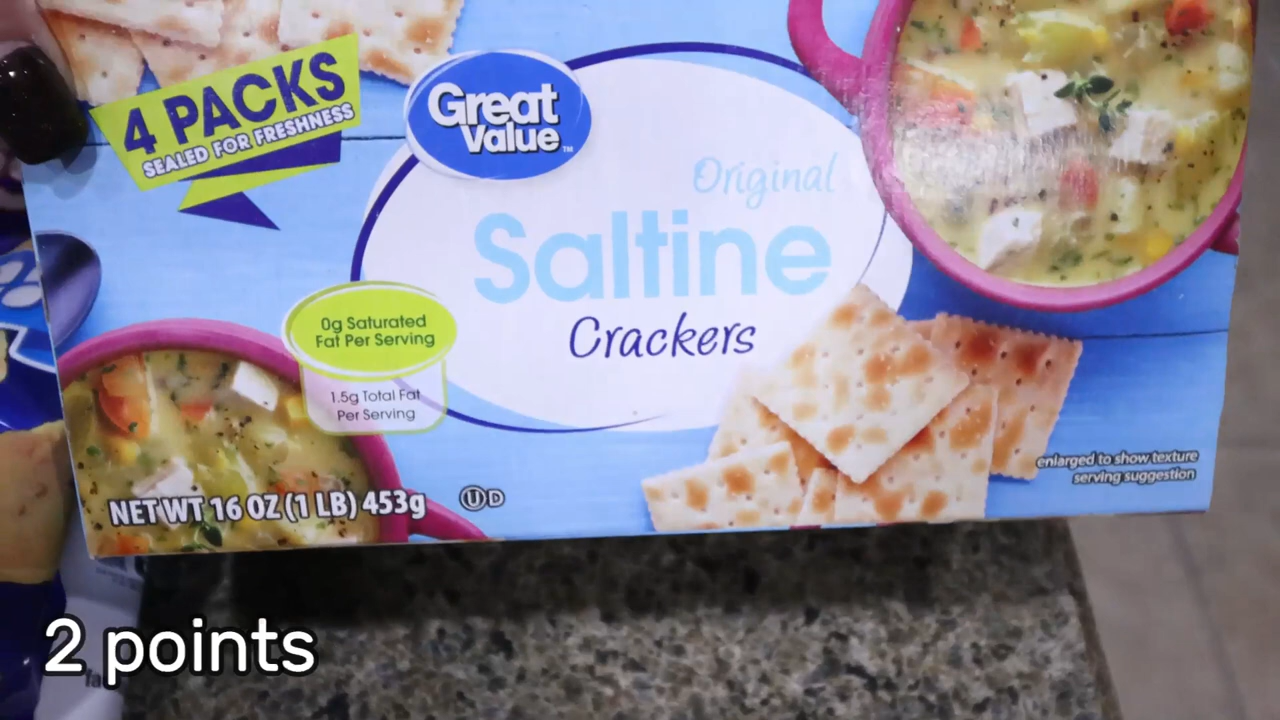 4 PACKS
SEALED FOR FRESHNESS
Great
Value™
Original
Saltine
Crackers
0g Saturated
Fat Per Serving
1.5g Total Fat
Per Serving
NET WT 16 OZ (1 LB) 453g
U D
enlarged to show texture
serving suggestion
2 points